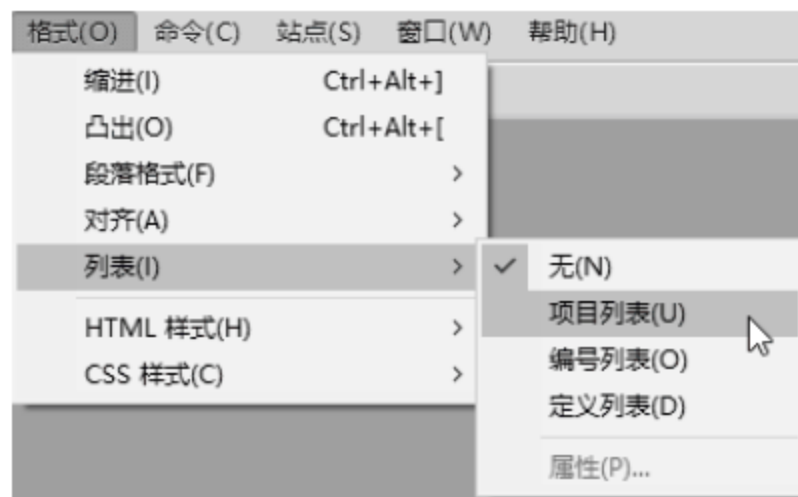 格式(O) 命令(C) 站点(S) 窗口(W) 帮助(H)
缩进(I) Ctrl+Alt+]
凸出(O) Ctrl+Alt+[
段落格式(F)
对齐(A)
列表(I)
HTML 样式(H)
CSS 样式(C)
无(N)
项目列表(U)
编号列表(O)
定义列表(D)
属性(P)...